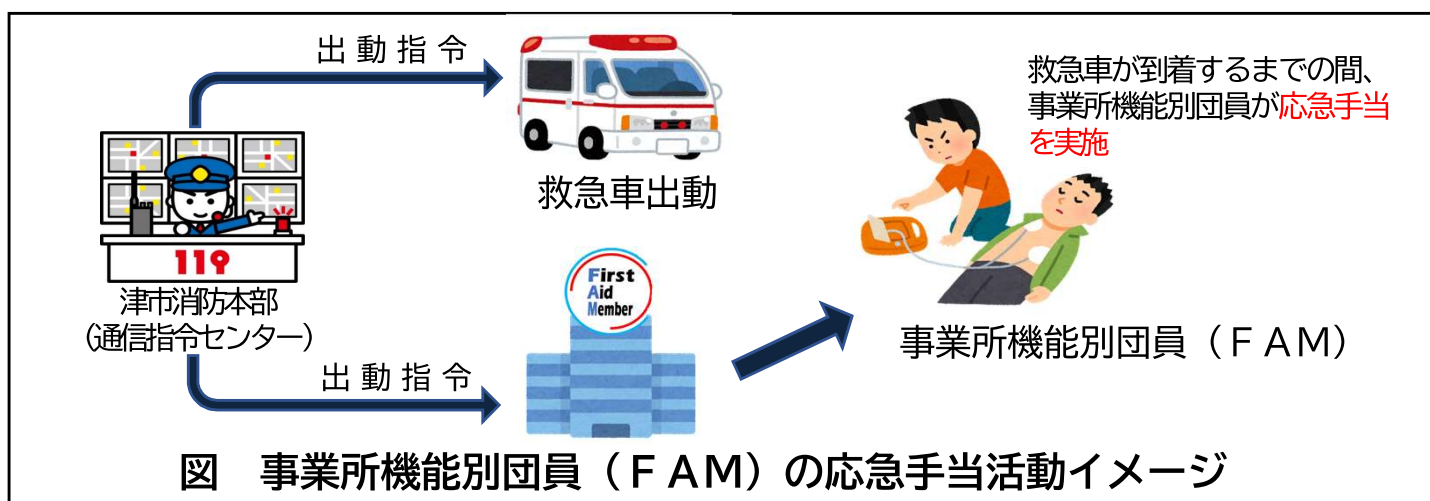 出動指令
救急車出動
救急車が到着するまでの間、
事業所機能別団員が応急手当
を実施
119
津市消防本部
（通信指令センター）
First
Aid
Member
出動指令
事業所機能別団員（ＦＡＭ）
図　事業所機能別団員（ＦＡＭ）の応急手当活動イメージ